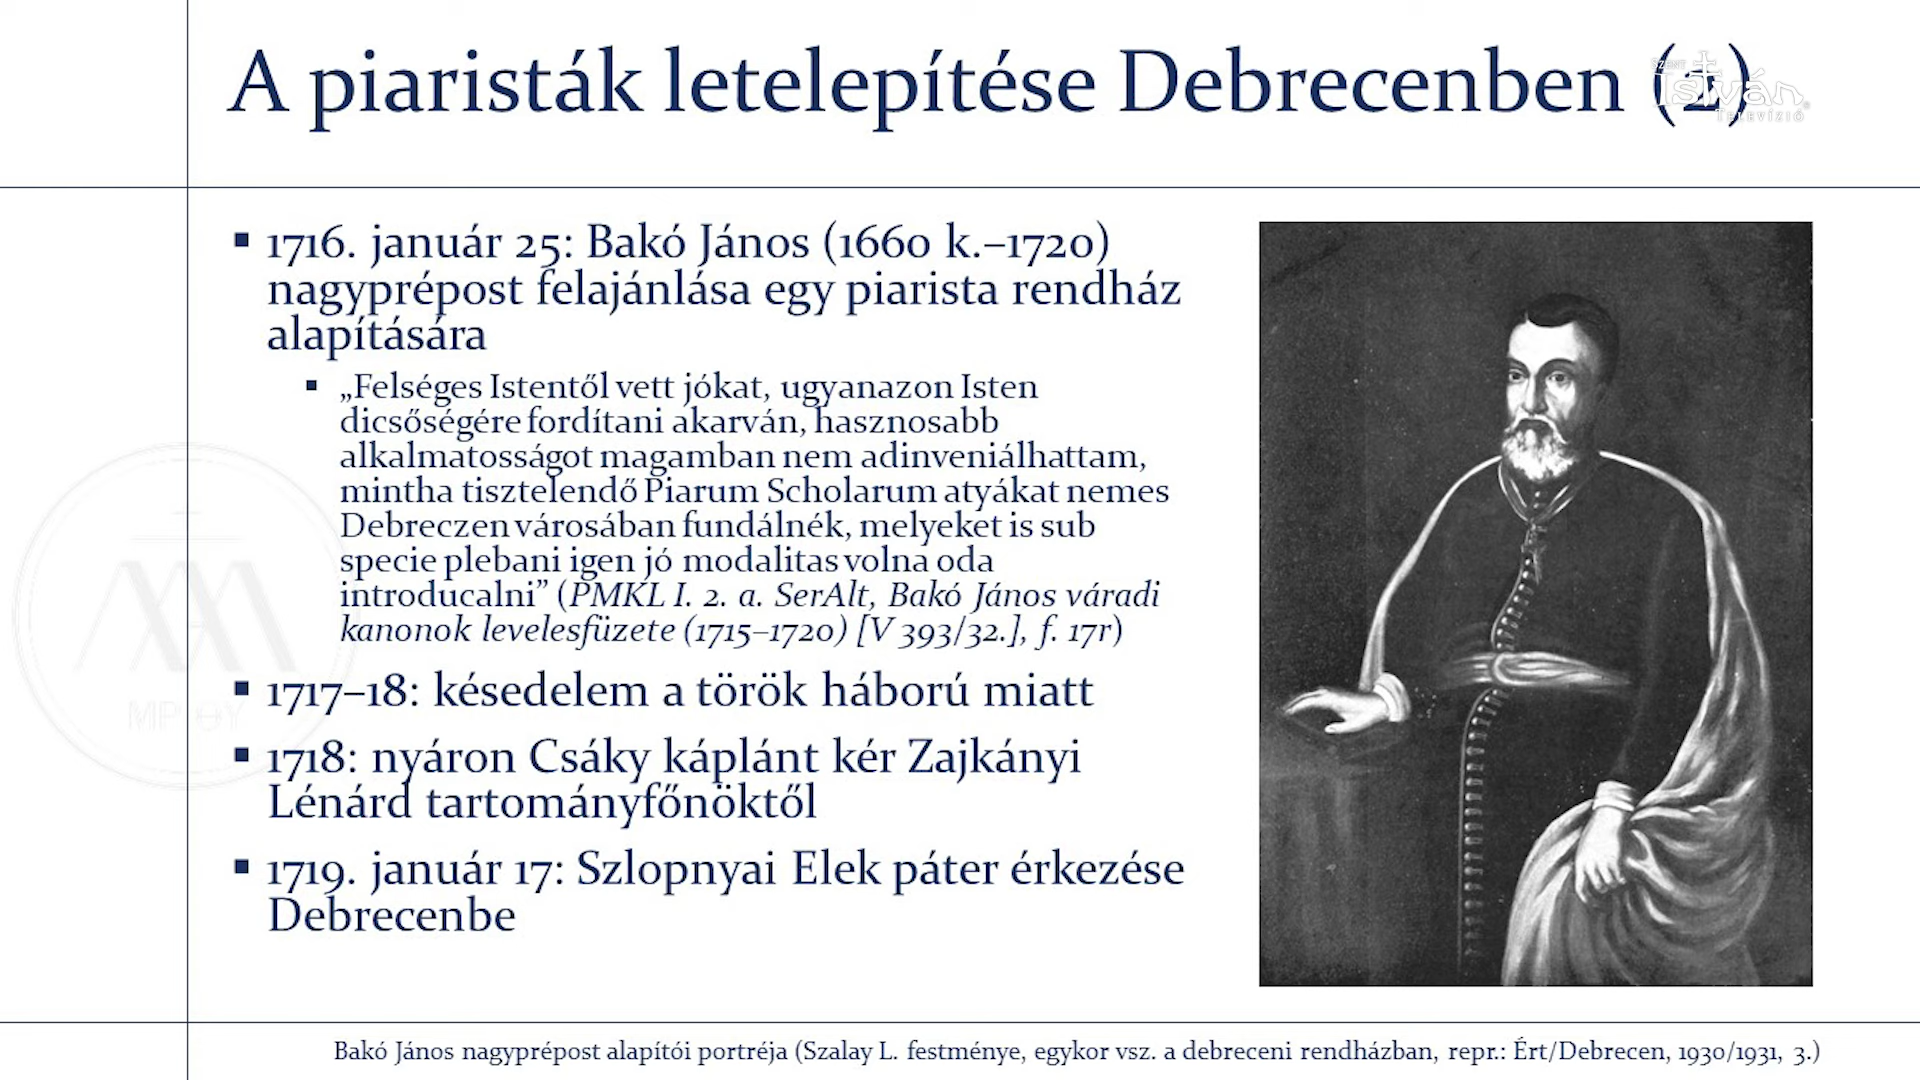 A piaristák letelepítése Debrecenben (2)
SZENT
István
TELEVÍZIÓ
▪ 1716. január 25: Bakó János (1660 k.–1720)
nagyprépost felajánlása egy piarista rendház
alapítására
▪ „Felséges Istentől vett jókat, ugyanazon Isten
dicsőségére fordítani akarván, hasznosabb
alkalmatosságot magamban nem adinveniálhattam,
mintha tisztelendő Piarum Scholarum atyákat nemes
Debreczen városában fundálnék, melyeket is sub
specie plebani igen jó modalitas volna oda
introducalni” (PMKL I. 2. a. SerAlt, Bakó János váradi
kanonok levelesfüzete (1715–1720) [V 393/32.], f. 17r)
▪ 1717–18: késedelem a török háború miatt
▪ 1718: nyáron Csáky káplánt kér Zajkányi
Lénárd tartományfőnöktől
▪ 1719. január 17: Szlopnyai Elek páter érkezése
Debrecenbe
Bakó János nagyprépost alapítói portréja (Szalay L. festménye, egykor vsz. a debreceni rendházban, repr.: Ért/Debrecen, 1930/1931, 3.)